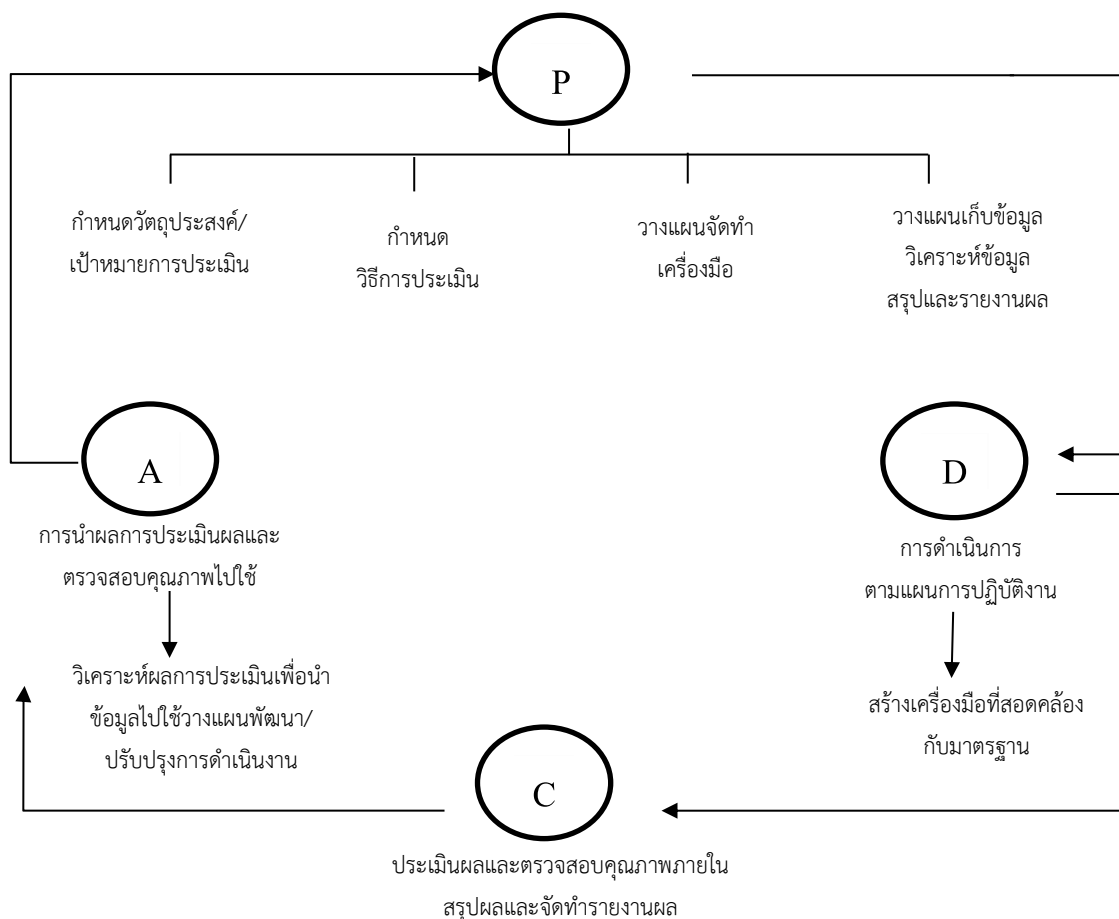 P
กำหนดวัตถุประสงค์/
เป้าหมายการประเมิน
กำหนด
วิธีการประเมิน
วางแผนจัดทำ
เครื่องมือ
วางแผนเก็บข้อมูล
วิเคราะห์ข้อมูล
สรุปและรายงานผล
A
การนำผลการประเมินผลและ
ตรวจสอบคุณภาพไปใช้
วิเคราะห์ผลการประเมินเพื่อนำ
ข้อมูลไปใช้วางแผนพัฒนา/
ปรับปรุงการดำเนินงาน
D
การดำเนินการ
ตามแผนการปฏิบัติงาน
สร้างเครื่องมือที่สอดคล้อง
กับมาตรฐาน
C
ประเมินผลและตรวจสอบคุณภาพภายใน
สรุปผลและจัดทำรายงานผล